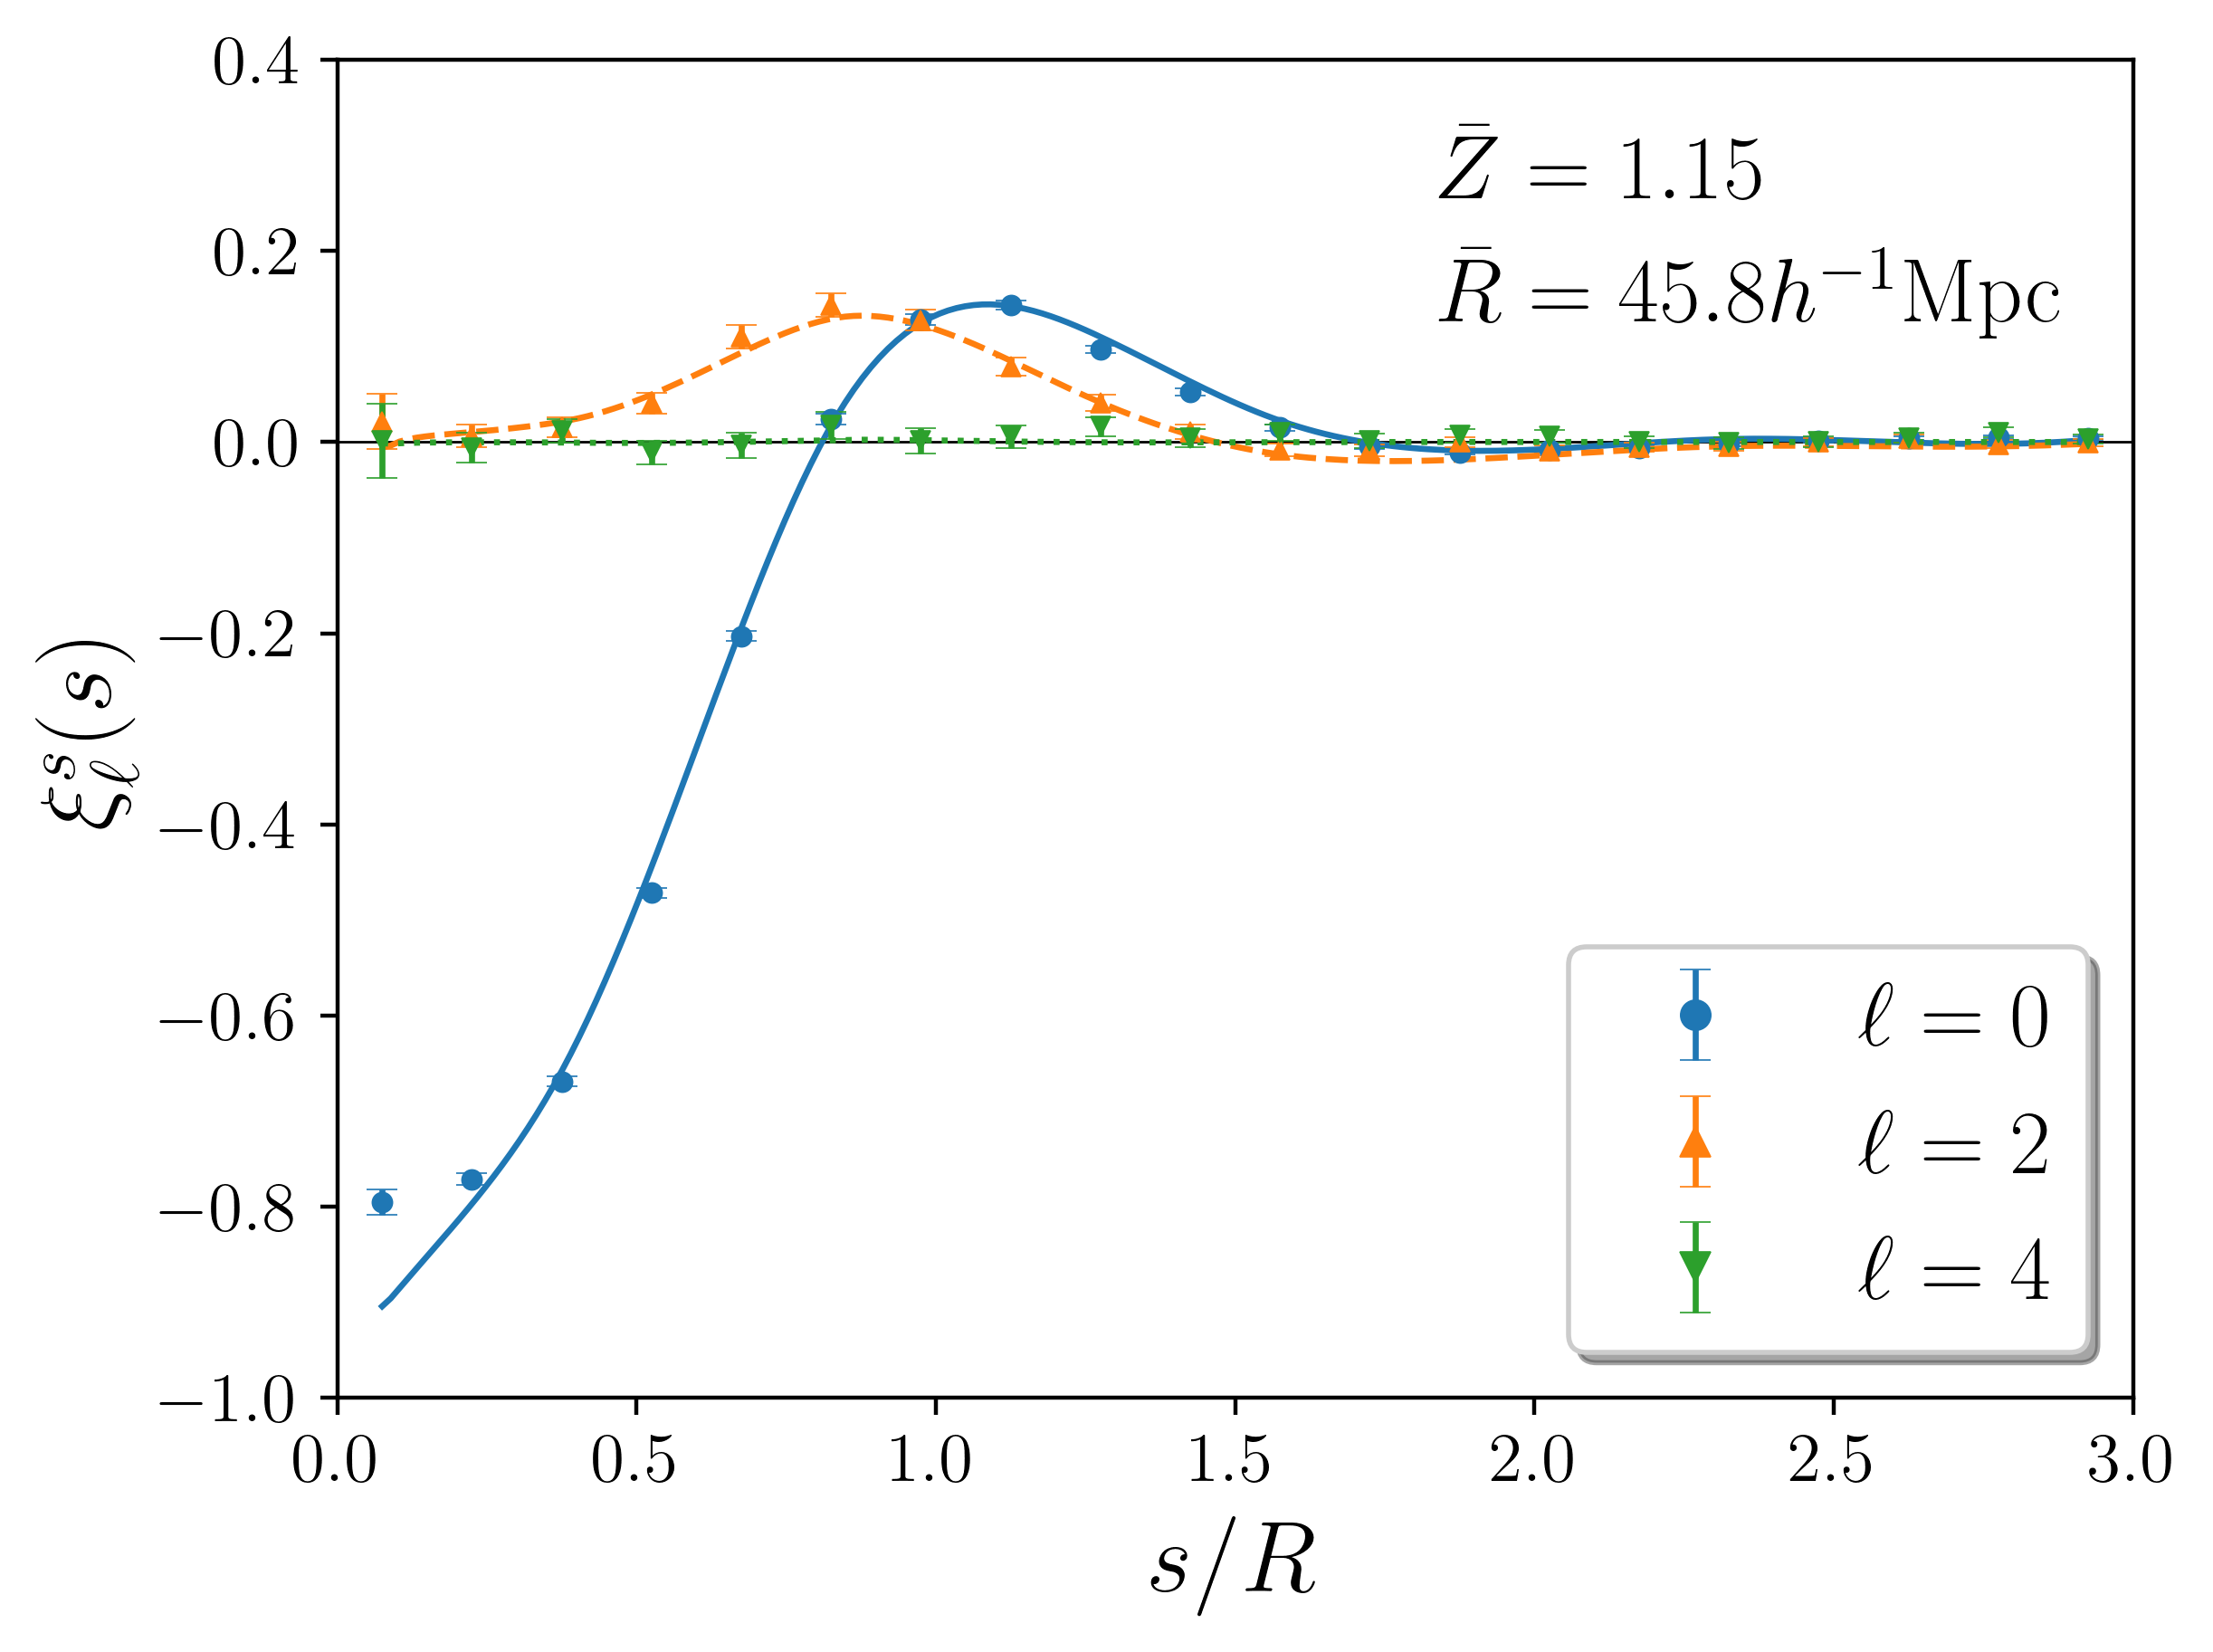 0.4
0.2
0.0
−0.2
−0.4
−0.6
−0.8
−1.0
ξ_ℓ^s(s)
Z̄ = 1.15
R̄ = 45.8h⁻¹Mpc
ℓ = 0
ℓ = 2
ℓ = 4
0.0 0.5 1.0 1.5 2.0 2.5 3.0
s/R